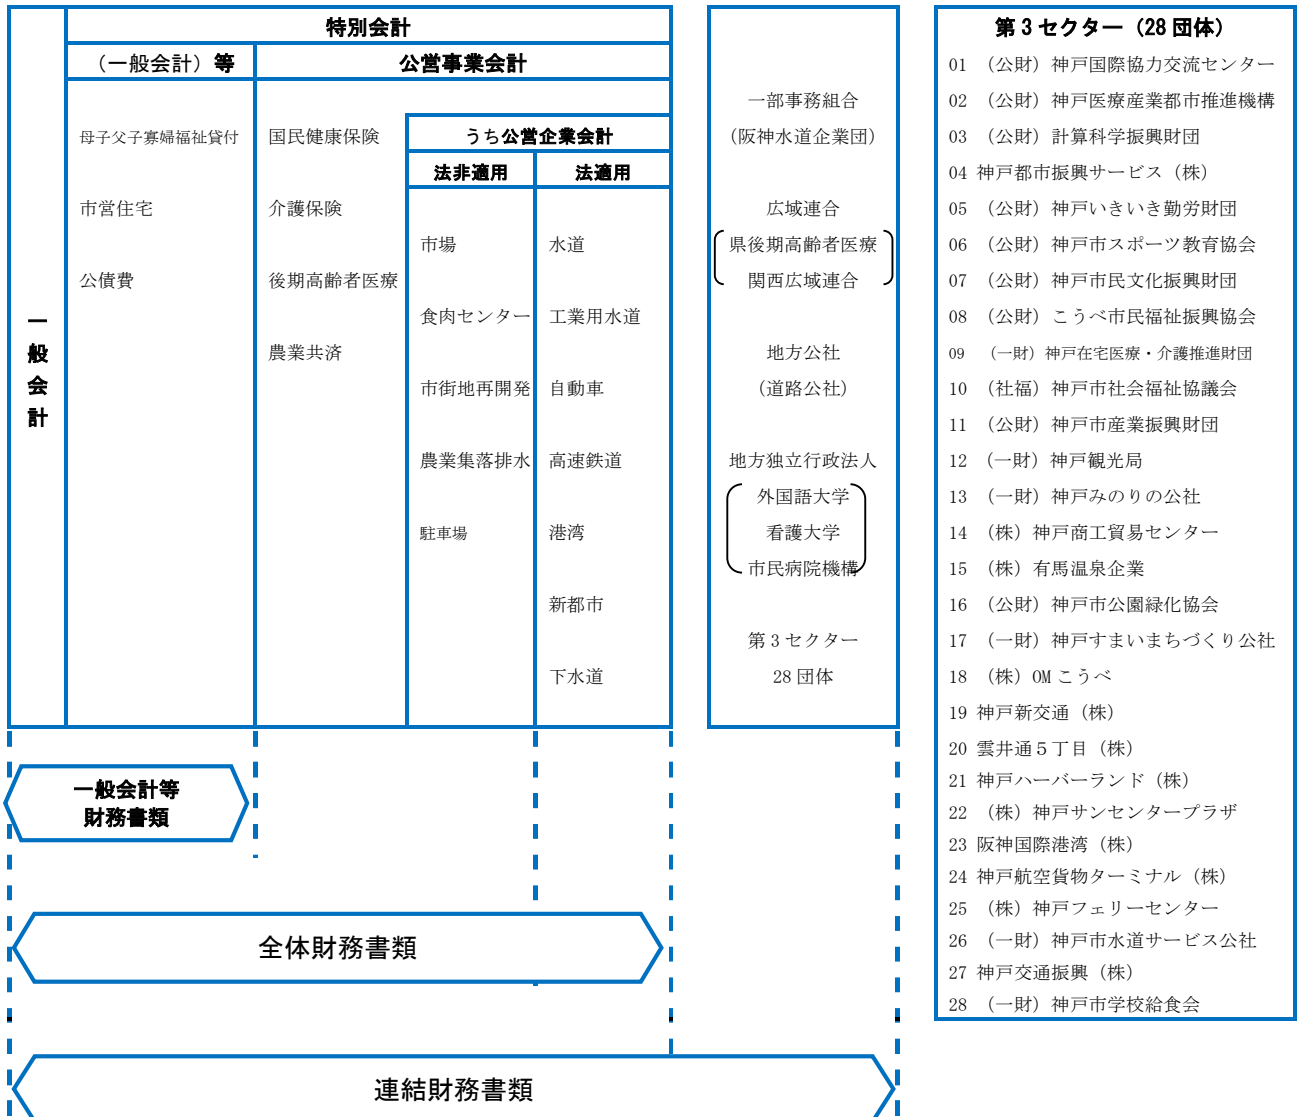 一般会計
特別会計
（一般会計）等
公営事業会計
母子父子寡婦福祉貸付
市営住宅
公債費
国民健康保険
介護保険
後期高齢者医療
農業共済
うち公営企業会計
法非適用
法適用
市場
食肉センター
市街地再開発
農業集落排水
駐車場
水道
工業用水道
自動車
高速鉄道
港湾
新都市
下水道
一部事務組合
（阪神水道企業団）
広域連合
県後期高齢者医療
関西広域連合
地方公社
（道路公社）
地方独立行政法人
外国語大学
看護大学
市民病院機構
第３セクター
28 団体
第３セクター（28 団体）
01 （公財）神戸国際協力交流センター
02 （公財）神戸医療産業都市推進機構
03 （公財）計算科学振興財団
04 神戸都市振興サービス（株）
05 （公財）神戸いきいき勤労財団
06 （公財）神戸市スポーツ教育協会
07 （公財）神戸市民文化振興財団
08 （公財）こうべ市民福祉振興協会
09 （一財）神戸在宅医療・介護推進財団
10 （社福）神戸市社会福祉協議会
11 （公財）神戸市産業振興財団
12 （一財）神戸観光局
13 （一財）神戸みのりの公社
14 （株）神戸商工貿易センター
15 （株）有馬温泉企業
16 （公財）神戸市公園緑化協会
17 （一財）神戸すまいまちづくり公社
18 （株）OM こうべ
19 神戸新交通（株）
20 雲井通５丁目（株）
21 神戸ハーバーランド（株）
22 （株）神戸サンセンタープラザ
23 阪神国際港湾（株）
24 神戸航空貨物ターミナル（株）
25 （株）神戸フェリーセンター
26 （一財）神戸市水道サービス公社
27 神戸交通振興（株）
28 （一財）神戸市学校給食会
一般会計等
財務書類
全体財務書類
連結財務書類